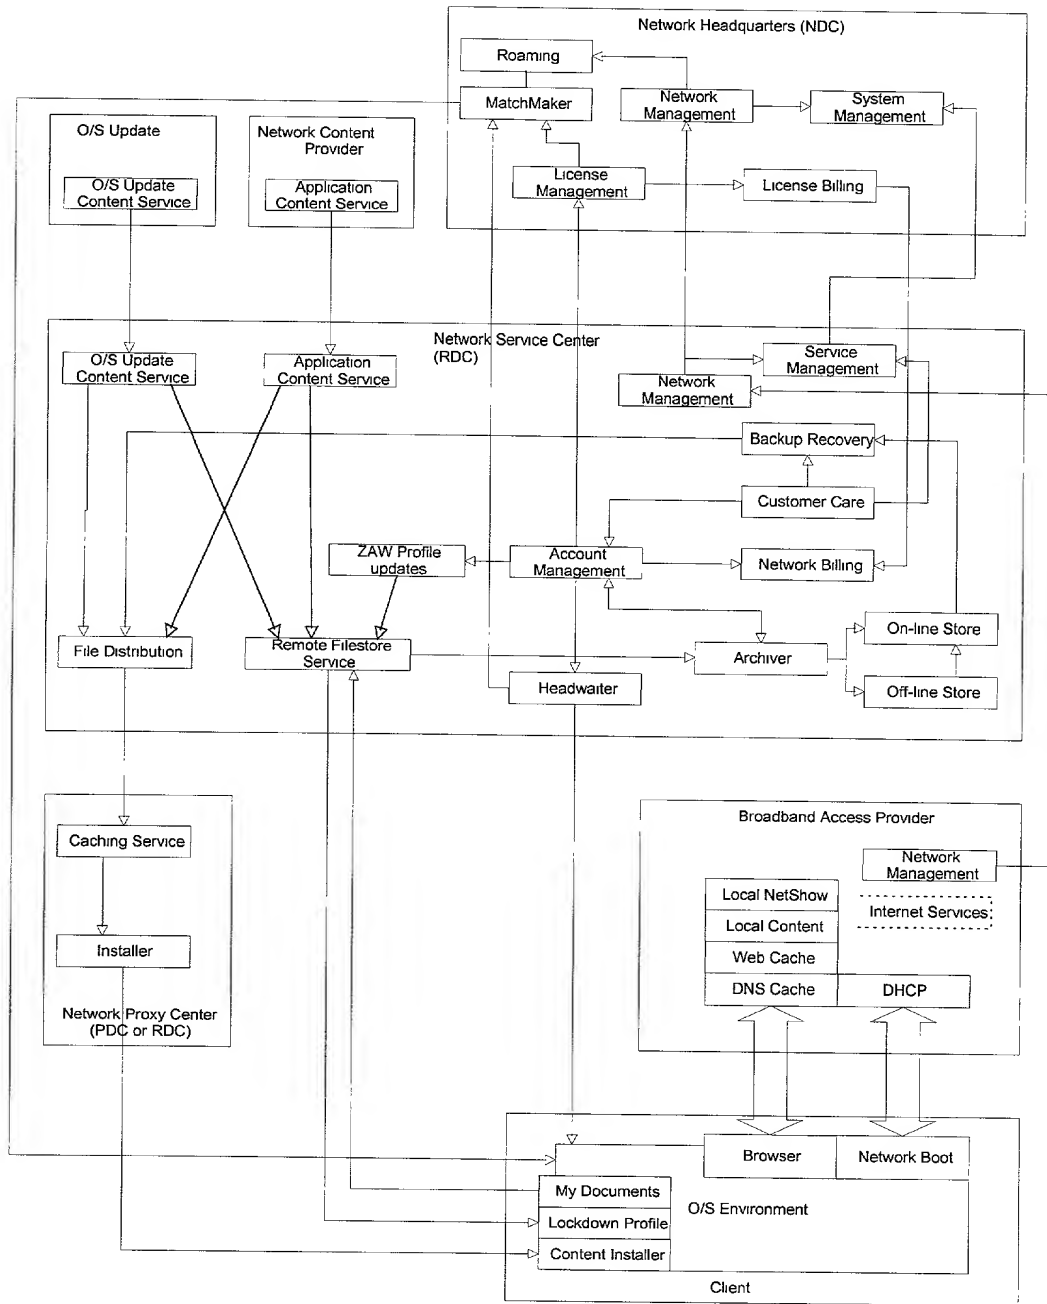 Network Headquarters (NDC)
Roaming
MatchMaker
Network
Management
System
Management
O/S Update
Network Content
Provider
License
Management
License Billing
O/S Update
Content Service
Application
Content Service
Network Service Center
(RDC)
O/S Update
Content Service
Application
Content Service
Service
Management
Network
Management
Backup Recovery
Customer Care
ZAW Profile
updates
Account
Management
Network Billing
File Distribution
Remote Filestore
Service
Archiver
On-line Store
Off-line Store
Headwaiter
Caching Service
Installer
Network Proxy Center
(PDC or RDC)
Broadband Access Provider
Network
Management
Local NetShow
Internet Services
Local Content
Web Cache
DNS Cache
DHCP
Browser
Network Boot
My Documents
Lockdown Profile
Content Installer
O/S Environment
Client